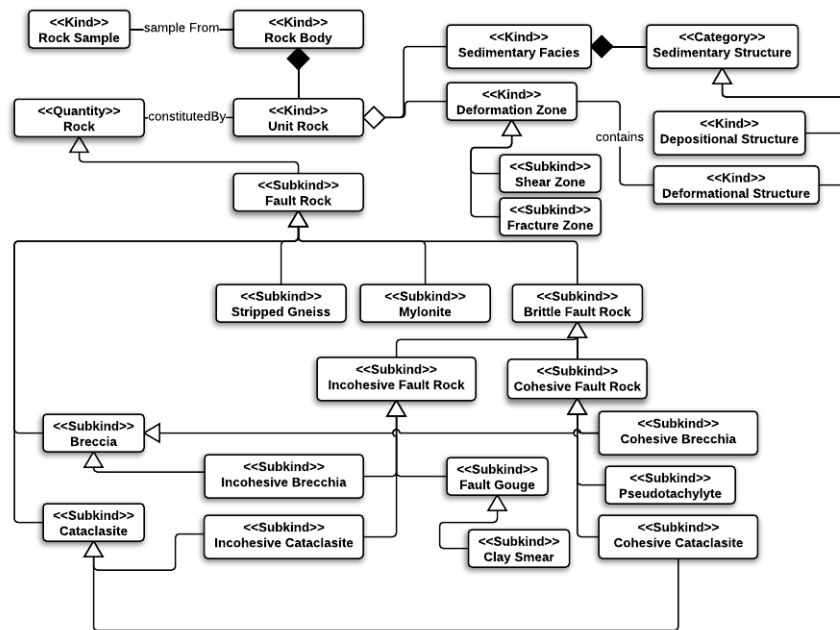 <<Kind>>
Rock Sample
sample From
<<Kind>>
Rock Body
<<Kind>>
Sedimentary Facies
<<Category>>
Sedimentary Structure
<<Quantity>>
Rock
constitutedBy
<<Kind>>
Unit Rock
<<Kind>>
Deformation Zone
contains
<<Kind>>
Depositional Structure
<<Kind>>
Deformational Structure
<<Subkind>>
Shear Zone
<<Subkind>>
Fracture Zone
<<Subkind>>
Fault Rock
<<Subkind>>
Stripped Gneiss
<<Subkind>>
Mylonite
<<Subkind>>
Brittle Fault Rock
<<Subkind>>
Incohesive Fault Rock
<<Subkind>>
Cohesive Fault Rock
<<Subkind>>
Breccia
<<Subkind>>
Cohesive Brecchia
<<Subkind>>
Incohesive Brecchia
<<Subkind>>
Fault Gouge
<<Subkind>>
Pseudotachylyte
<<Subkind>>
Cataclasite
<<Subkind>>
Incohesive Cataclasite
<<Subkind>>
Clay Smear
<<Subkind>>
Cohesive Cataclasite